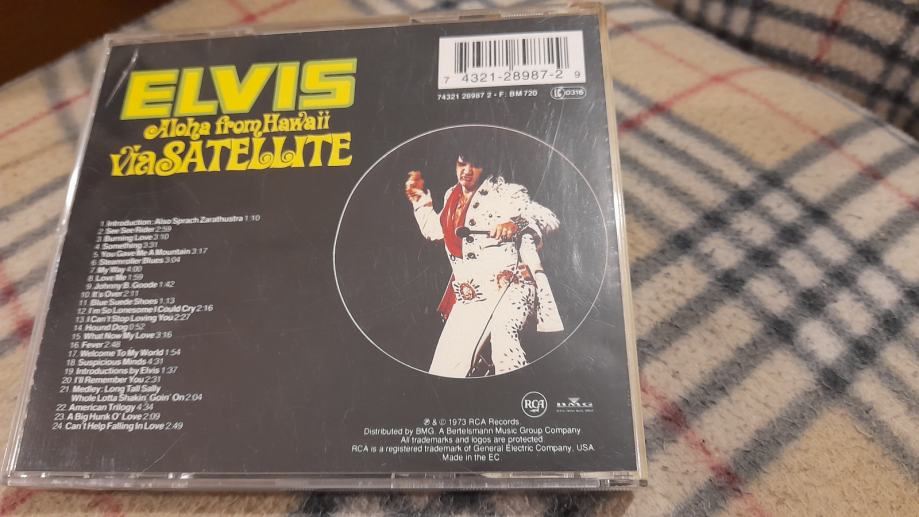 ELVIS
Aloha from Hawaii
Via SATELLITE
7 4321-28987-2 9
74321 28987 2 • F: BM 720
LC 0316
1 Introduction: Also Sprach Zarathustra 1:10
2 See See Rider 2:59
3 Burning Love 3:10
4 Something 3:31
5 You Gave Me A Mountain 3:17
6 Steamroller Blues 3:04
7 My Way 4:00
8 Love Me 1:59
9 Johnny B. Goode 1:42
10 It's Over 2:11
11 Blue Suede Shoes 1:13
12 I'm So Lonesome I Could Cry 2:16
13 I Can't Stop Loving You 2:27
14 Hound Dog 0:52
15 What Now My Love 3:16
16 Fever 2:48
17 Welcome To My World 1:54
18 Suspicious Minds 4:31
19 Introductions by Elvis 1:37
20 I'll Remember You 2:31
21 Medley: Long Tall Sally
Whole Lotta Shakin' Goin' On 2:04
22 American Trilogy 4:34
23 A Big Hunk O' Love 2:09
24 Can't Help Falling In Love 2:49
RCA
BMG
℗ & © 1973 RCA Records
Distributed by BMG. A Bertelsmann Music Group Company
All trademarks and logos are protected
RCA is a registered trademark of General Electric Company, USA
Made in the EC